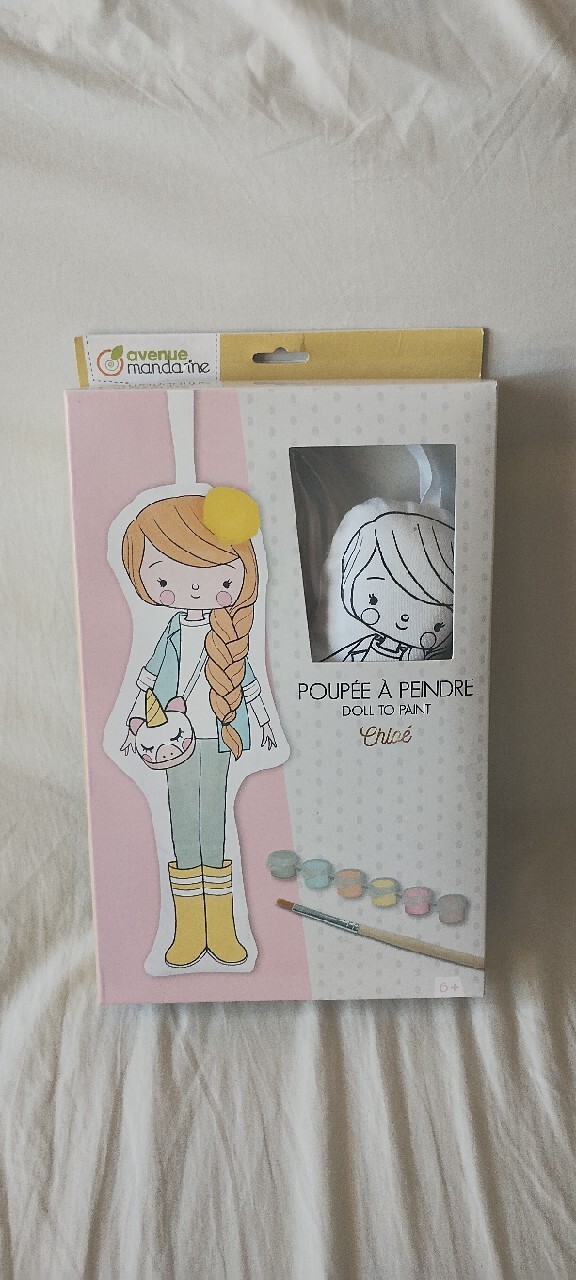 avenue
mandarine
POUPÉE À PEINDRE
DOLL TO PAINT
Chloé
6+